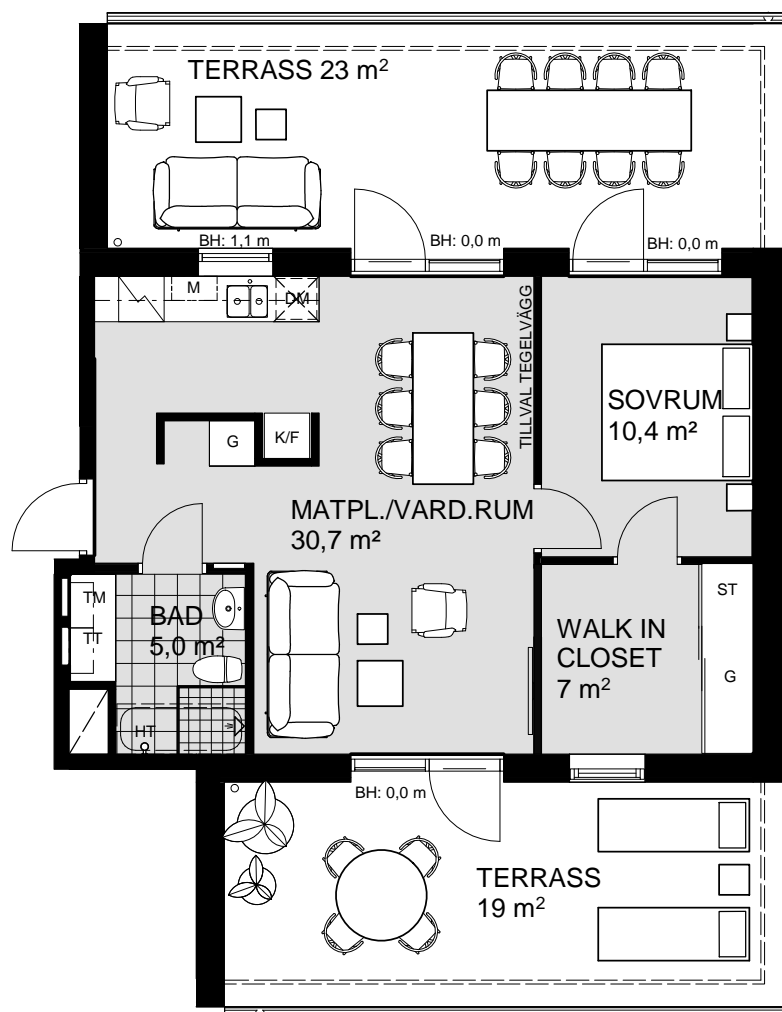 TERRASS 23 m²
BH: 1,1 m
BH: 0,0 m
BH: 0,0 m
M
DM
TILLVAL TEGELVÄGG
SOVRUM
10,4 m²
G
K/F
MATPL./VARD.RUM
30,7 m²
TM
TT
BAD
5,0 m²
HT
WALK IN
CLOSET
7 m²
ST
G
BH: 0,0 m
TERRASS
19 m²